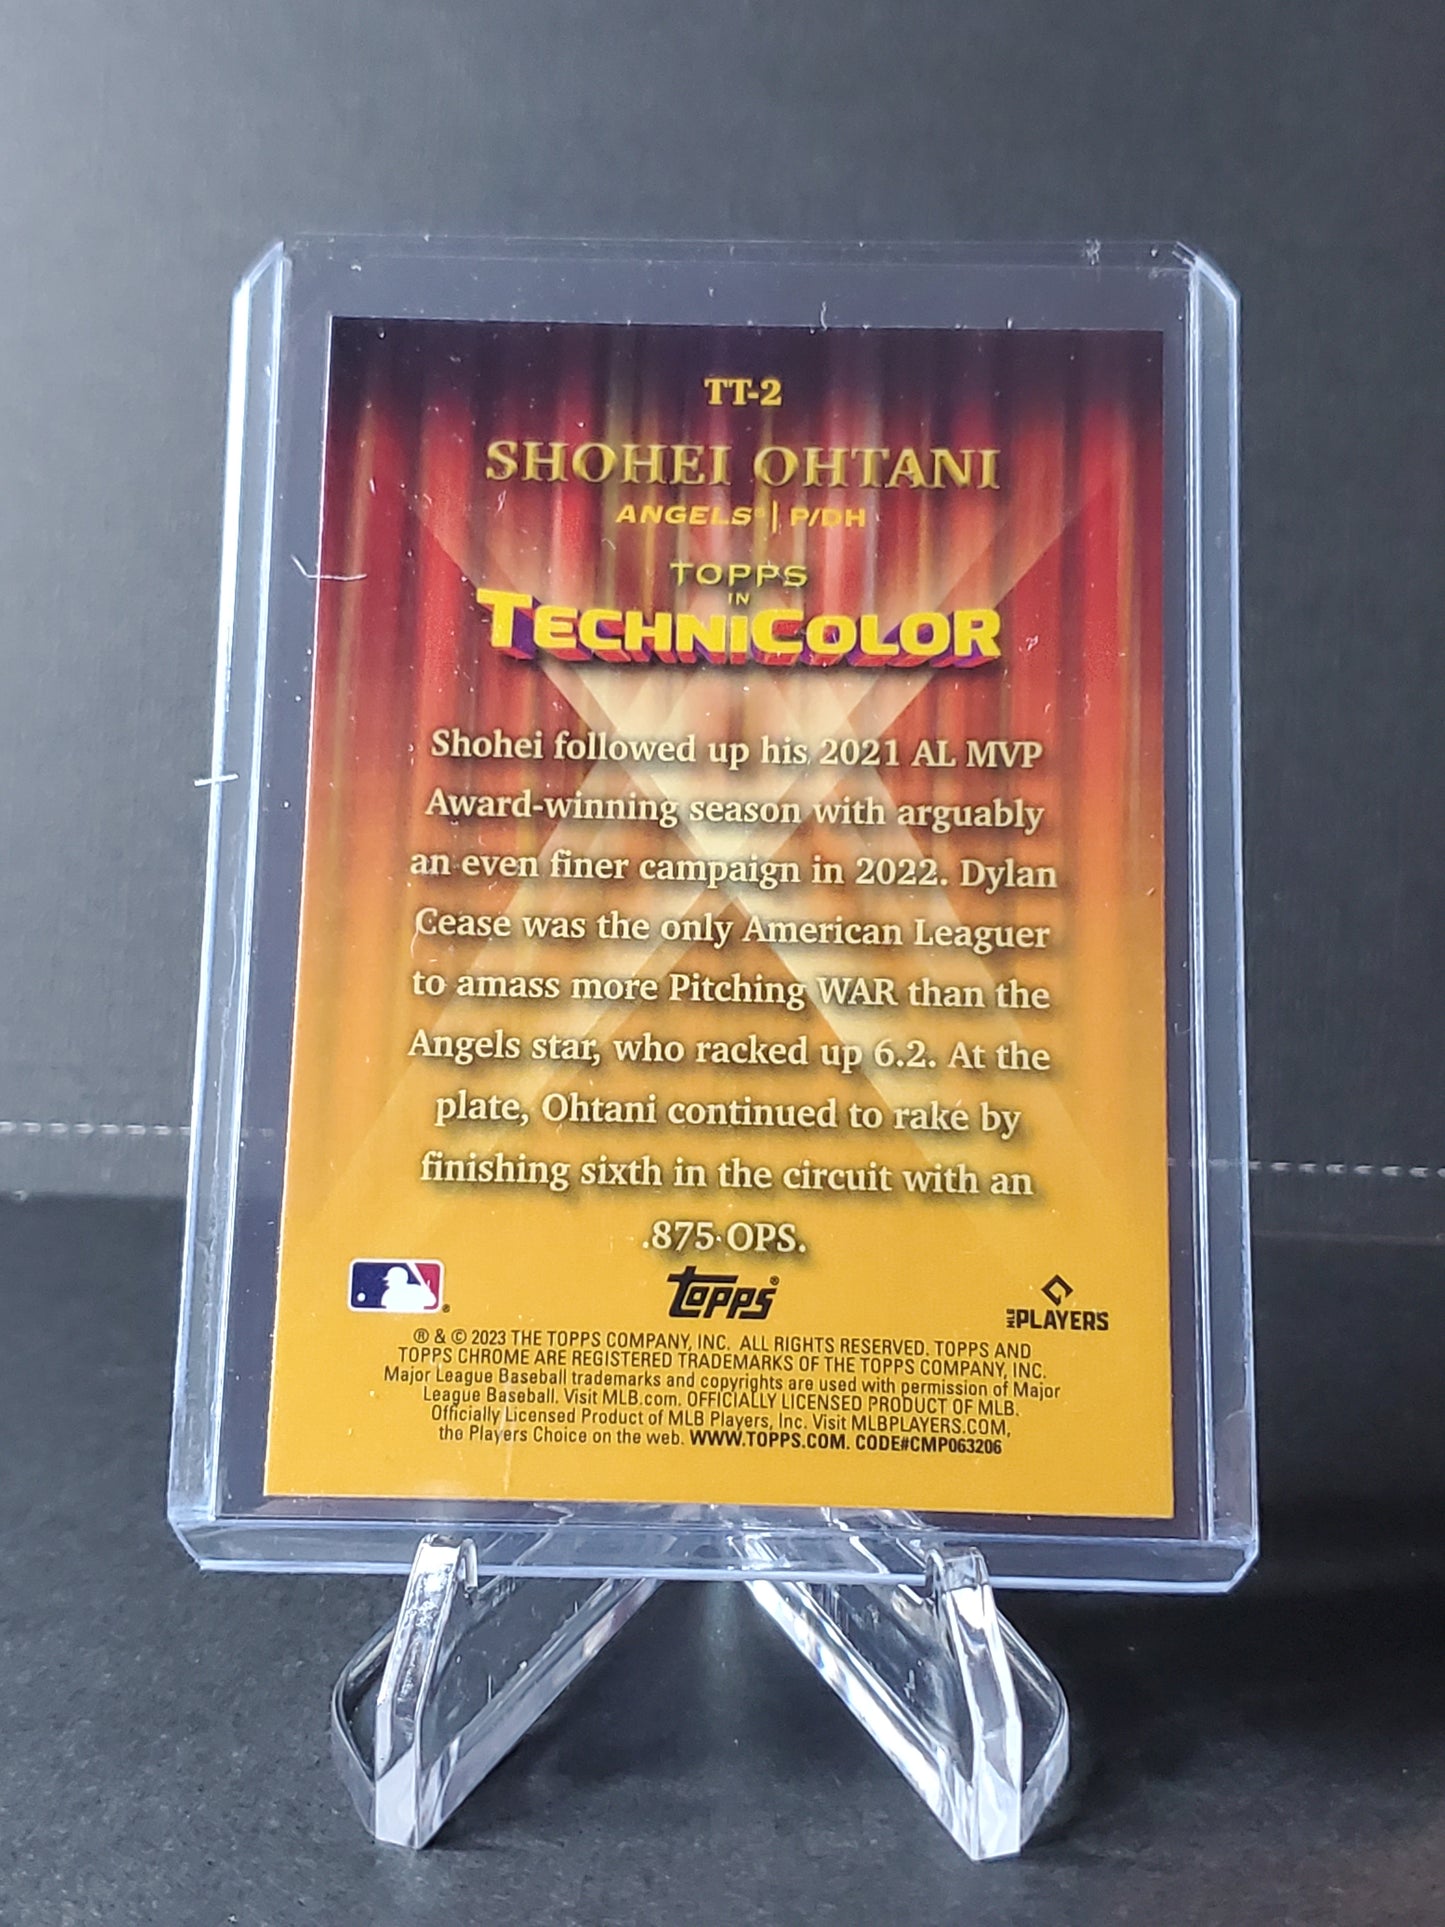 TT-2
SHOHEI OHTANI
ANGELS® | P/DH
TOPPS
IN
TECHNICOLOR
Shohei followed up his 2021 AL MVP
Award-winning season with arguably
an even finer campaign in 2022. Dylan
Cease was the only American Leaguer
to amass more Pitching WAR than the
Angels star, who racked up 6.2. At the
plate, Ohtani continued to rake by
finishing sixth in the circuit with an
.875 OPS.
®
topps®
MLB PLAYERS
® & © 2023 THE TOPPS COMPANY, INC. ALL RIGHTS RESERVED. TOPPS AND
TOPPS CHROME ARE REGISTERED TRADEMARKS OF THE TOPPS COMPANY, INC.
Major League Baseball trademarks and copyrights are used with permission of Major
League Baseball. Visit MLB.com. OFFICIALLY LICENSED PRODUCT OF MLB.
Officially Licensed Product of MLB Players, Inc. Visit MLBPLAYERS.COM,
the Players Choice on the web. WWW.TOPPS.COM. CODE#CMP063206